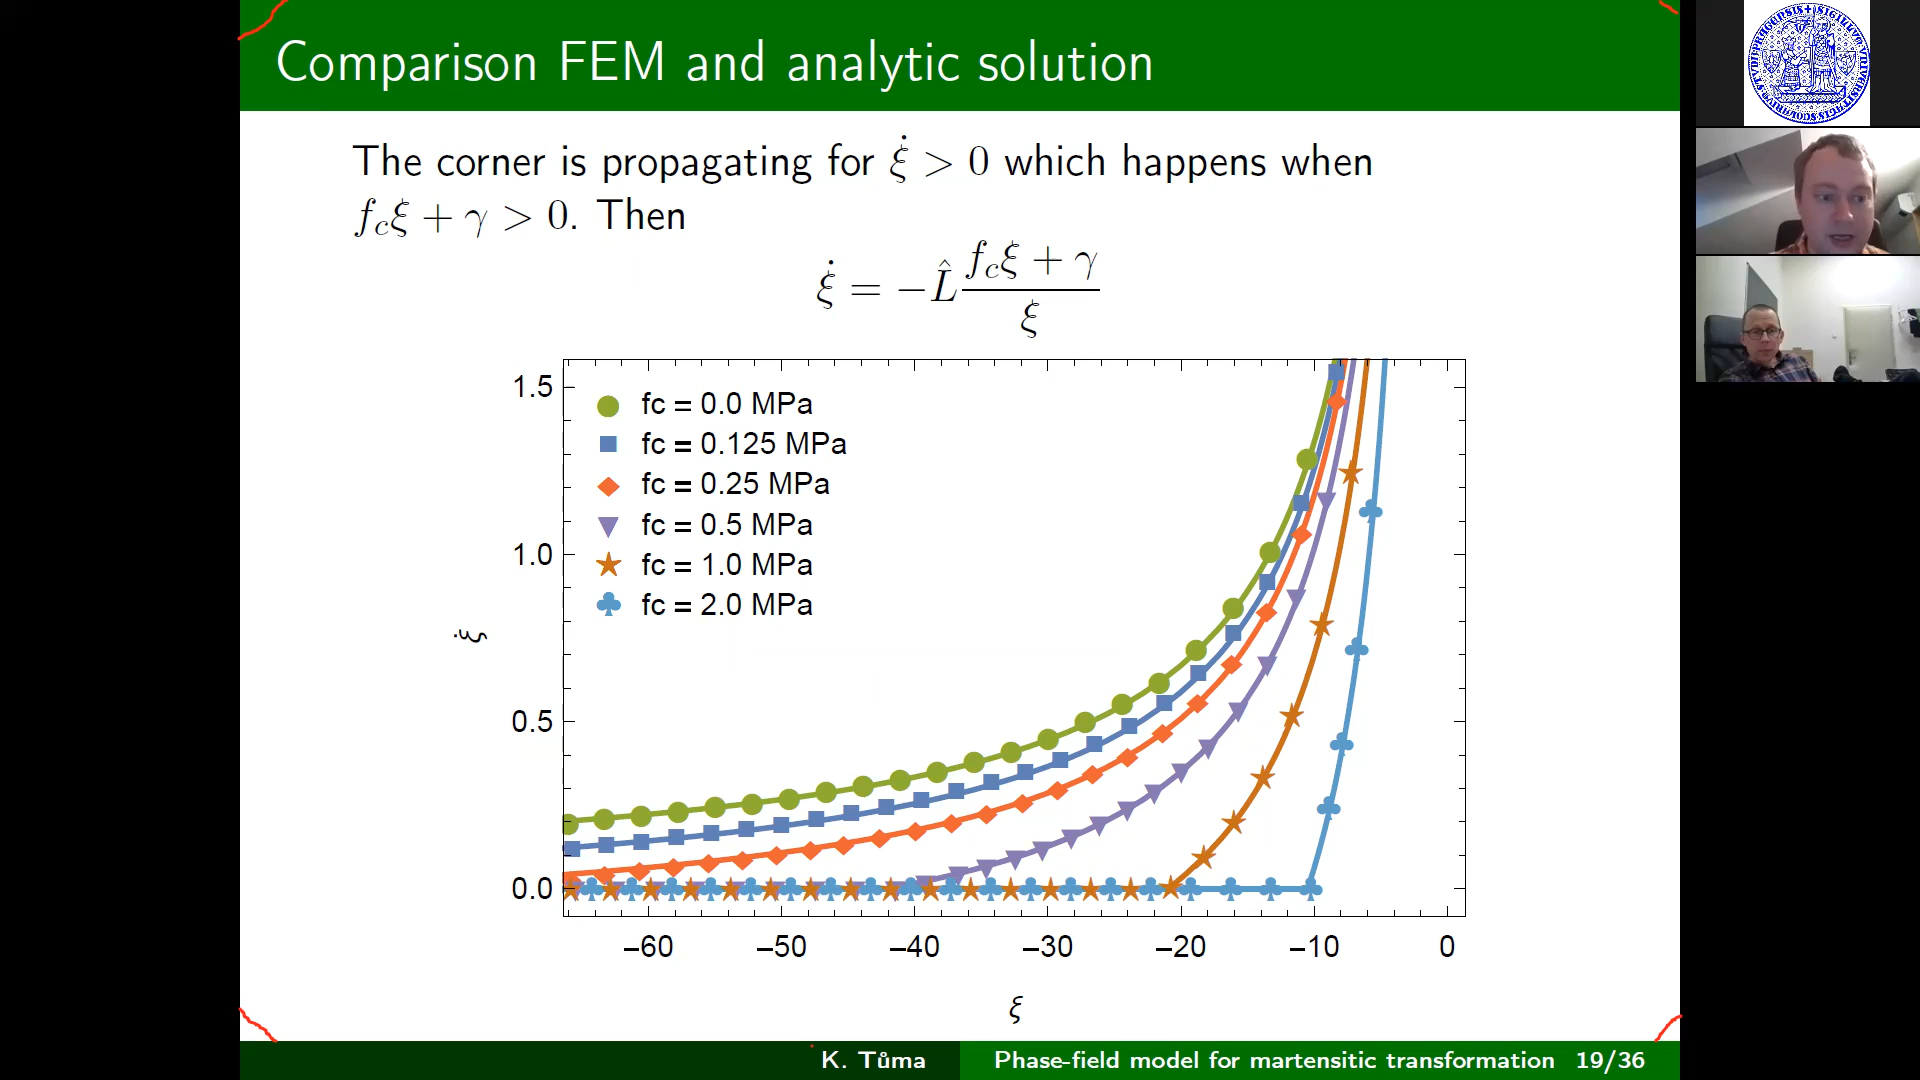 Comparison FEM and analytic solution
The corner is propagating for ξ̇ > 0 which happens when
f_cξ + γ > 0. Then
ξ̇ = −L̂ (f_cξ + γ)/ξ
1.5
1.0
0.5
0.0
ξ̇
fc = 0.0 MPa
fc = 0.125 MPa
fc = 0.25 MPa
fc = 0.5 MPa
fc = 1.0 MPa
fc = 2.0 MPa
–60 –50 –40 –30 –20 –10 0
ξ
K. Tůma Phase-field model for martensitic transformation 19/36